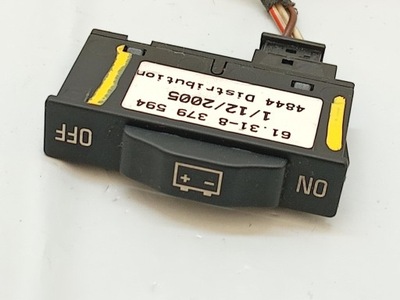 61.31-8 379 594
1/12/2005
4844 Distribution
ON
OFF